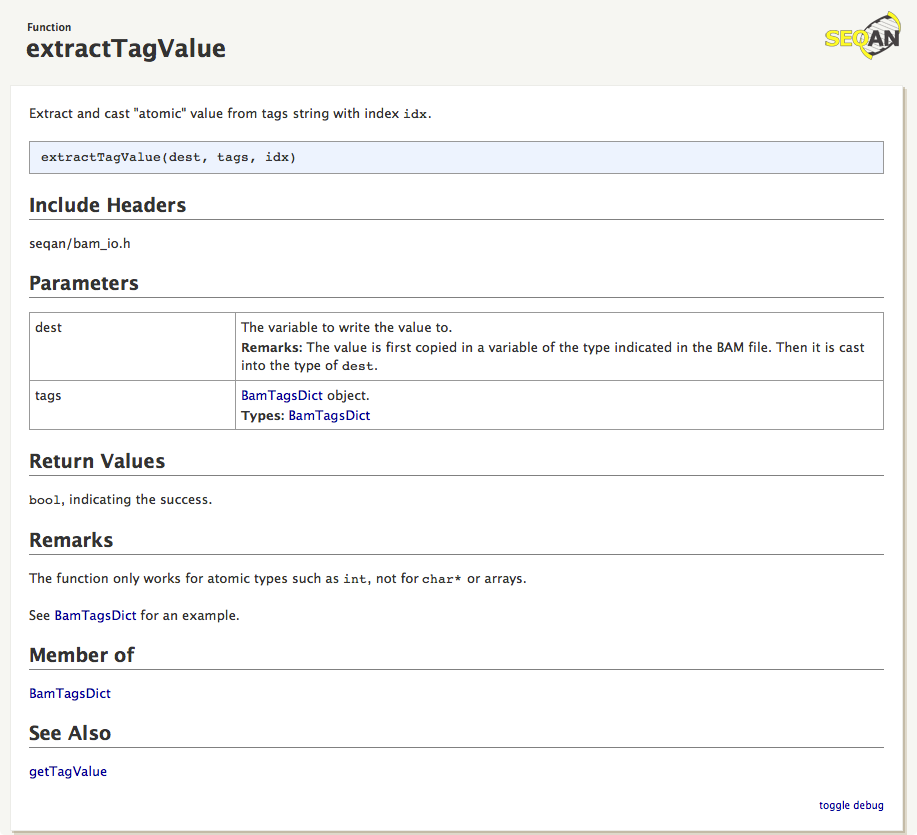 Function
extractTagValue
SEQAN
Extract and cast "atomic" value from tags string with index idx.
extractTagValue(dest, tags, idx)
Include Headers
seqan/bam_io.h
Parameters
dest
The variable to write the value to.
Remarks: The value is first copied in a variable of the type indicated in the BAM file. Then it is cast
into the type of dest.
tags
BamTagsDict object.
Types: BamTagsDict
Return Values
bool, indicating the success.
Remarks
The function only works for atomic types such as int, not for char* or arrays.
See BamTagsDict for an example.
Member of
BamTagsDict
See Also
getTagValue
toggle debug